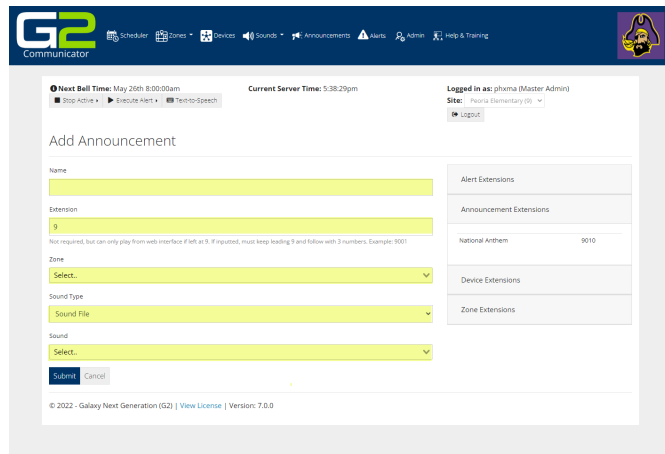 G2
Communicator
Scheduler Zones Devices Sounds Announcements Alerts Admin Help & Training
Next Bell Time: May 26th 8:00:00am Current Server Time: 5:38:29pm Logged in as: phxma (Master Admin)
Stop Active Execute Alert Text-to-Speech Site: Peoria Elementary (9)
Logout
Add Announcement
Name
Alert Extensions
Extension
Announcement Extensions
9
Not required, but can only play from web interface if left at 9. If inputted, must keep leading 9 and follow with 3 numbers. Example: 9001
National Anthem 9010
Zone
Select..
Device Extensions
Sound Type
Sound File
Zone Extensions
Sound
Select..
Submit Cancel
© 2022 - Galaxy Next Generation (G2) | View License | Version: 7.0.0